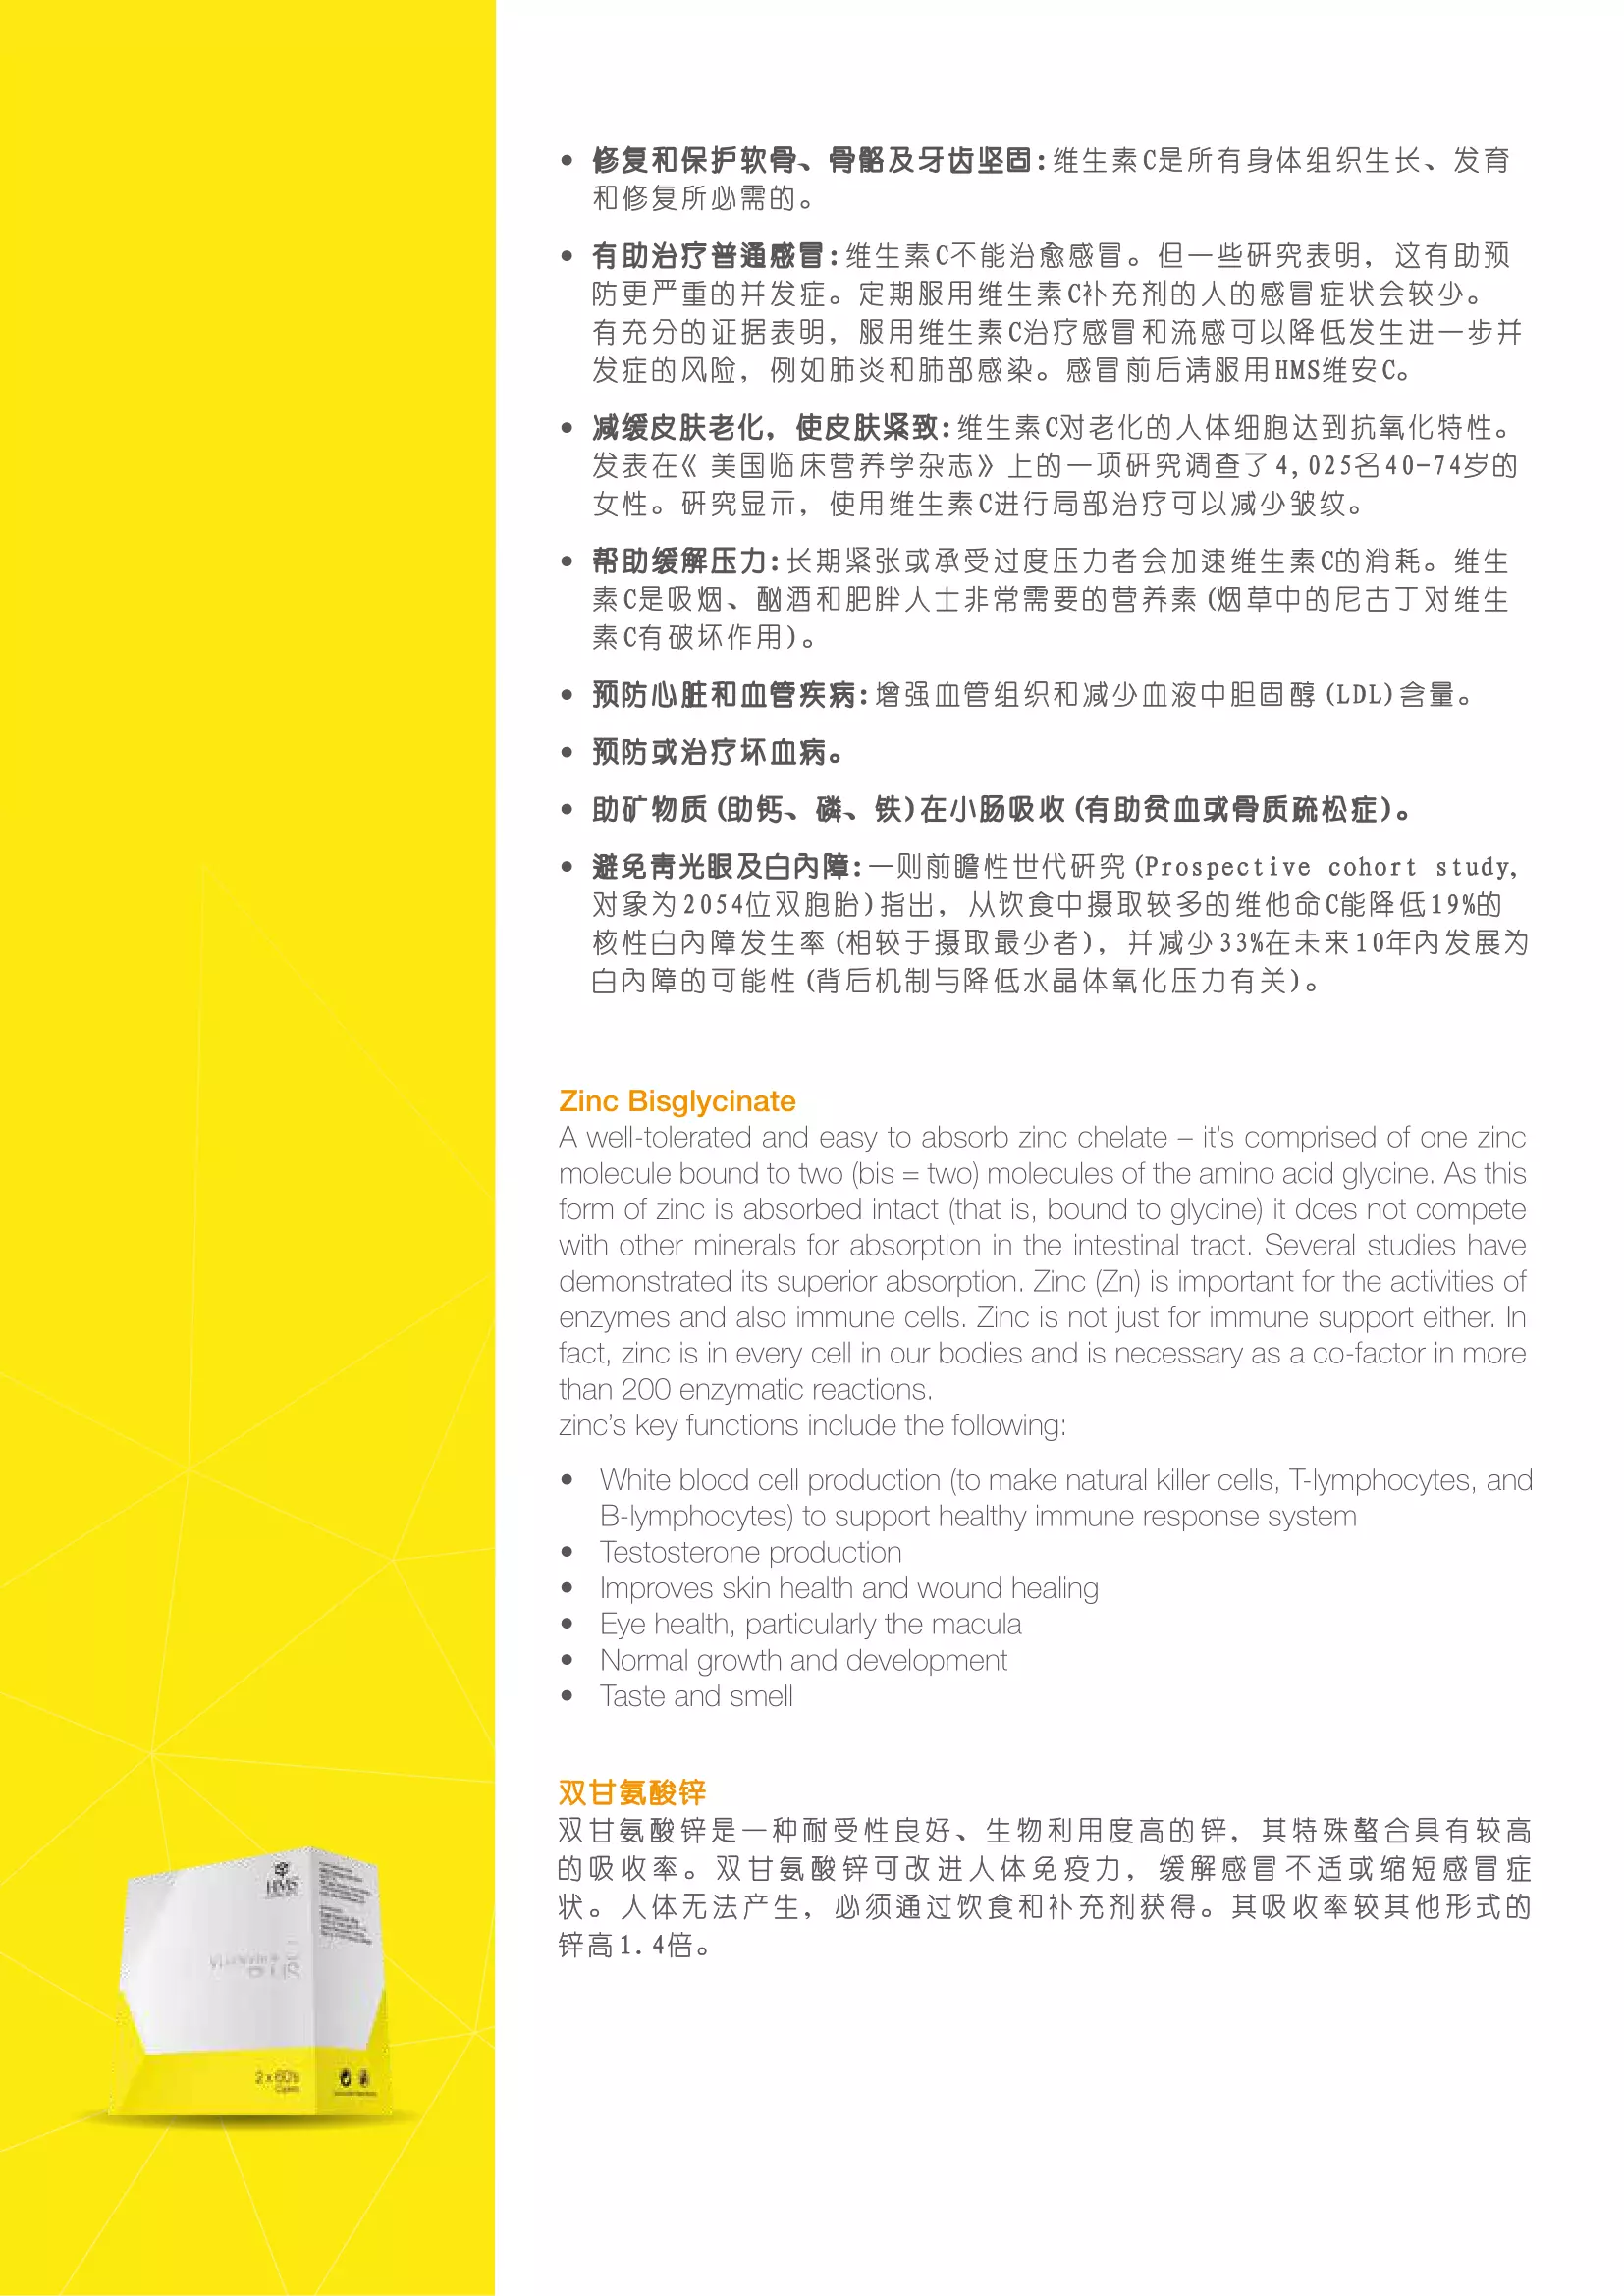 • 修复和保护软骨、骨骼及牙齿坚固:维生素C是所有身体组织生长、发育
和修复所必需的。
• 有助治疗普通感冒:维生素C不能治愈感冒。但一些研究表明，这有助预
防更严重的并发症。定期服用维生素C补充剂的人的感冒症状会较少。
有充分的证据表明，服用维生素C治疗感冒和流感可以降低发生进一步并
发症的风险，例如肺炎和肺部感染。感冒前后请服用HMS维安C。
• 减缓皮肤老化，使皮肤紧致:维生素C对老化的人体细胞达到抗氧化特性。
发表在《美国临床营养学杂志》上的一项研究调查了4,025名40-74岁的
女性。研究显示，使用维生素C进行局部治疗可以减少皱纹。
• 帮助缓解压力:长期紧张或承受过度压力者会加速维生素C的消耗。维生
素C是吸烟、酗酒和肥胖人士非常需要的营养素(烟草中的尼古丁对维生
素C有破坏作用)。
• 预防心脏和血管疾病:增强血管组织和减少血液中胆固醇(LDL)含量。
• 预防或治疗坏血病。
• 助矿物质(助钙、磷、铁)在小肠吸收(有助贫血或骨质疏松症)。
• 避免青光眼及白内障:一则前瞻性世代研究(Prospective cohort study,
对象为2054位双胞胎)指出，从饮食中摄取较多的维他命C能降低19%的
核性白内障发生率(相较于摄取最少者)，并减少33%在未来10年内发展为
白内障的可能性(背后机制与降低水晶体氧化压力有关)。
Zinc Bisglycinate
A well-tolerated and easy to absorb zinc chelate – it’s comprised of one zinc
molecule bound to two (bis = two) molecules of the amino acid glycine. As this
form of zinc is absorbed intact (that is, bound to glycine) it does not compete
with other minerals for absorption in the intestinal tract. Several studies have
demonstrated its superior absorption. Zinc (Zn) is important for the activities of
enzymes and also immune cells. Zinc is not just for immune support either. In
fact, zinc is in every cell in our bodies and is necessary as a co-factor in more
than 200 enzymatic reactions.
zinc’s key functions include the following:
• White blood cell production (to make natural killer cells, T-lymphocytes, and
B-lymphocytes) to support healthy immune response system
• Testosterone production
• Improves skin health and wound healing
• Eye health, particularly the macula
• Normal growth and development
• Taste and smell
双甘氨酸锌
双甘氨酸锌是一种耐受性良好、生物利用度高的锌，其特殊螯合具有较高
的吸收率。双甘氨酸锌可改进人体免疫力，缓解感冒不适或缩短感冒症
状。人体无法产生，必须通过饮食和补充剂获得。其吸收率较其他形式的
锌高1.4倍。
HMS
2 x 60's